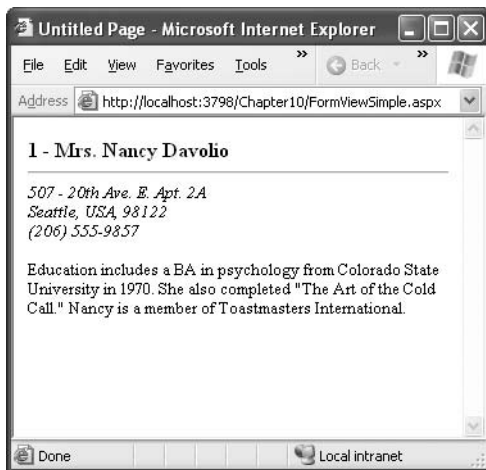 Untitled Page - Microsoft Internet Explorer
File Edit View Favorites Tools » Back »
Address http://localhost:3798/Chapter10/FormViewSimple.aspx
1 - Mrs. Nancy Davolio
507 - 20th Ave. E. Apt. 2A
Seattle, USA, 98122
(206) 555-9857
Education includes a BA in psychology from Colorado State
University in 1970. She also completed "The Art of the Cold
Call." Nancy is a member of Toastmasters International.
Done Local intranet